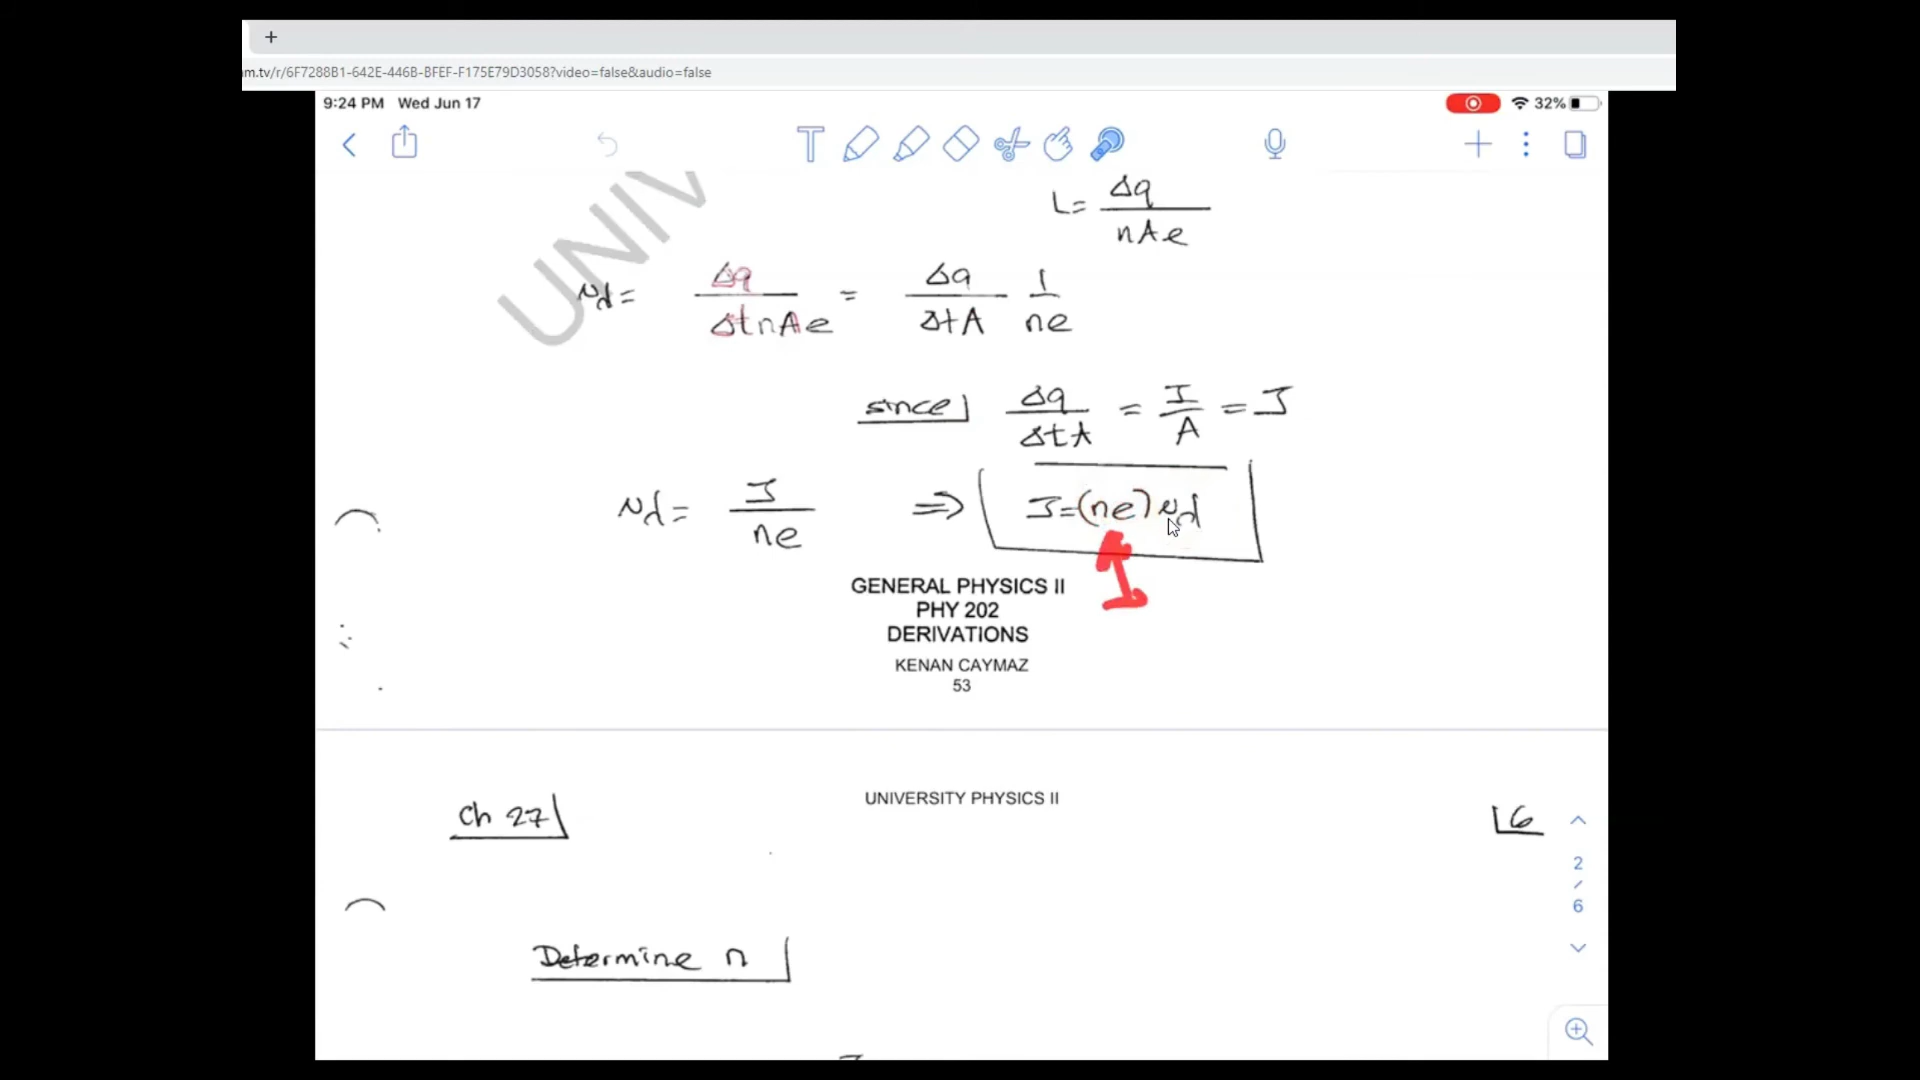 +
am.tv/r/6F7288B1-642E-446B-BFEF-F175E79D3058?video=false&audio=false
9:24 PM Wed Jun 17
32%
T
UNIV
L = Δq / nAe
vd = Δq / ΔtnAe = Δq / ΔtA 1 / ne
since Δq / ΔtA = I / A = J
vd = J / ne ⇒ J = (ne) vd
GENERAL PHYSICS II
PHY 202
DERIVATIONS
KENAN CAYMAZ
53
UNIVERSITY PHYSICS II
Ch 27
6
2
/
6
Determine n